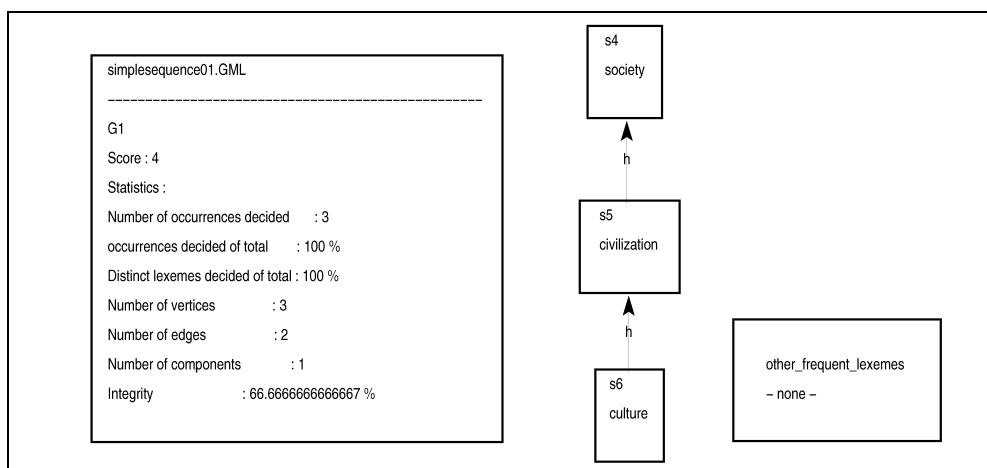 simplesequence01.GML
--------------------------------------------------
G1
Score : 4
Statistics :
Number of occurrences decided : 3
occurrences decided of total : 100 %
Distinct lexemes decided of total : 100 %
Number of vertices : 3
Number of edges : 2
Number of components : 1
Integrity : 66.6666666666667 %
s4
society
h
s5
civilization
h
s6
culture
other_frequent_lexemes
– none –